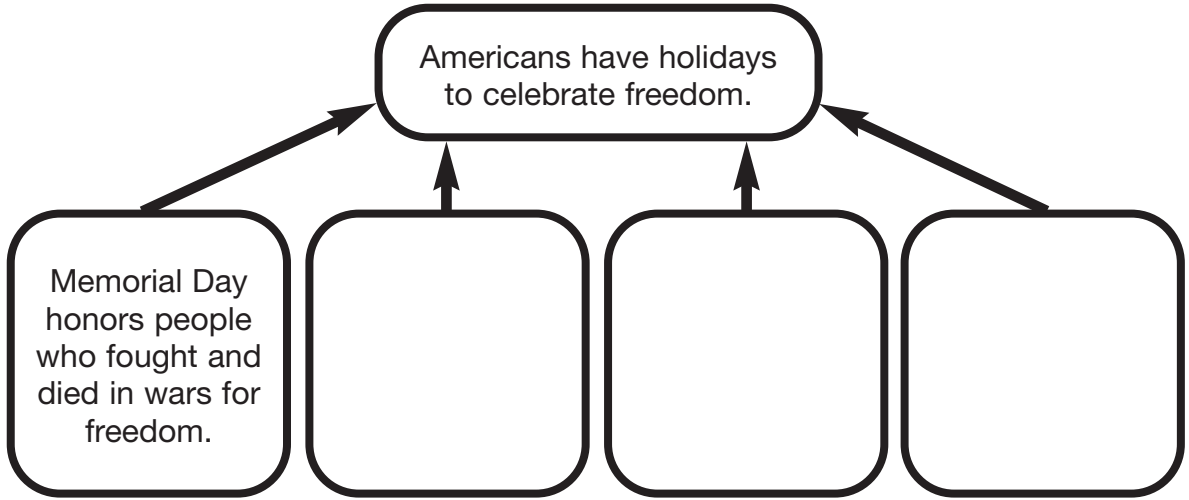 Americans have holidays
to celebrate freedom.
Memorial Day
honors people
who fought and
died in wars for
freedom.